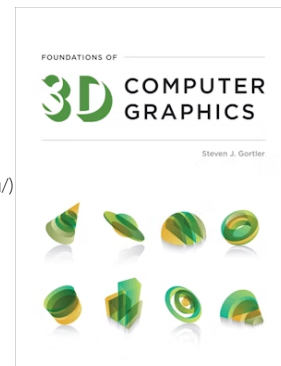 FOUNDATIONS OF
3D COMPUTER
GRAPHICS
Steven J. Gortler
/)